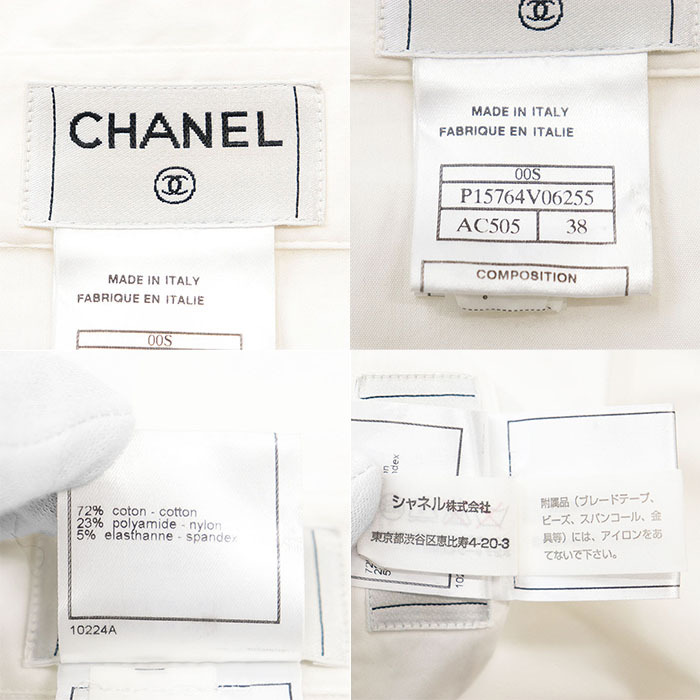 CHANEL
MADE IN ITALY
FABRIQUE EN ITALIE
00S
MADE IN ITALY
FABRIQUE EN ITALIE
00S
P15764V06255
AC505 38
COMPOSITION
72% coton - cotton
23% polyamide - nylon
5% elasthanne - spandex
10224A
シャネル株式会社
東京都渋谷区恵比寿4-20-3
附属品（ブレードテープ、
ビーズ、スパンコール、金
具等）には、アイロンをあ
てないで下さい。